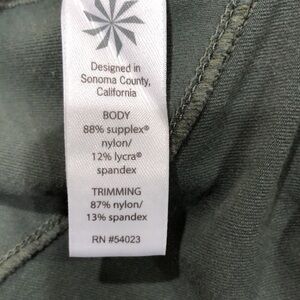 Designed in
Sonoma County,
California
BODY
88% supplex®
nylon/
12% lycra®
spandex
TRIMMING
87% nylon/
13% spandex
RN #54023